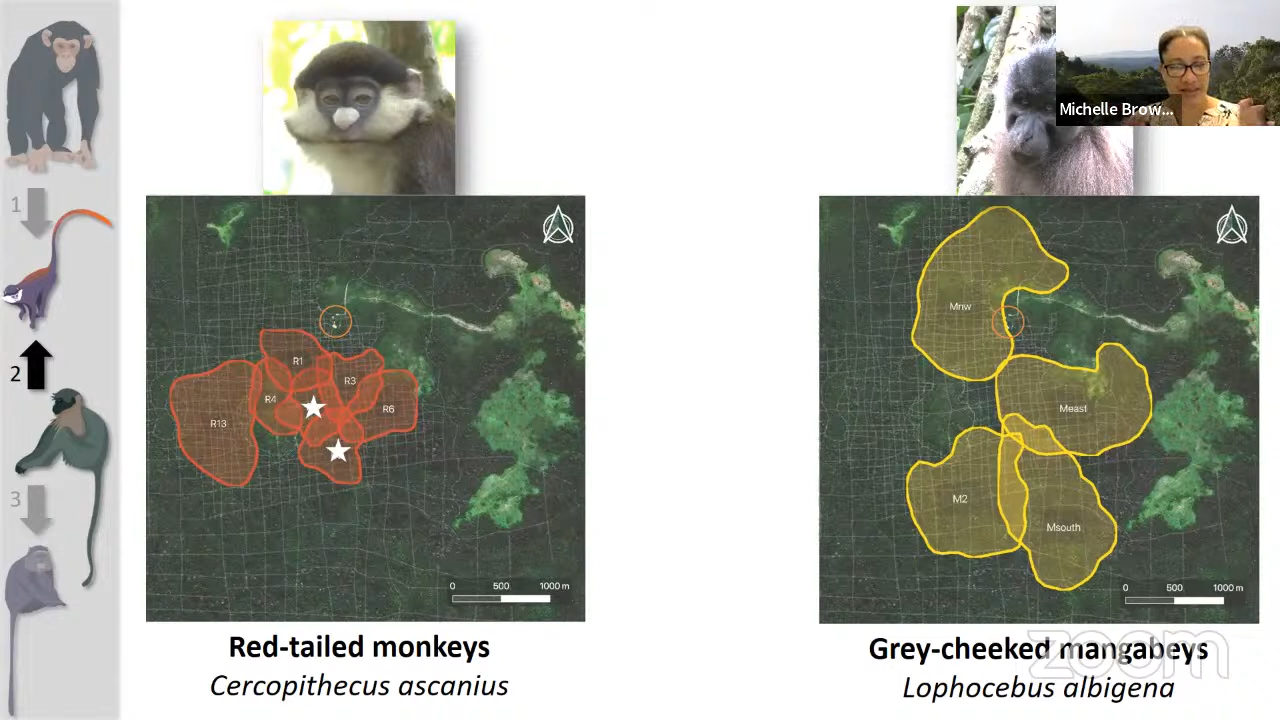 1
2
3
Michelle Brow...
R1
R3
R4
R6
R13
0 500 1000 m
Red-tailed monkeys
Cercopithecus ascanius
Mnw
Meast
M2
Msouth
0 500 1000 m
Grey-cheeked mangabeys
Lophocebus albigena
zoom